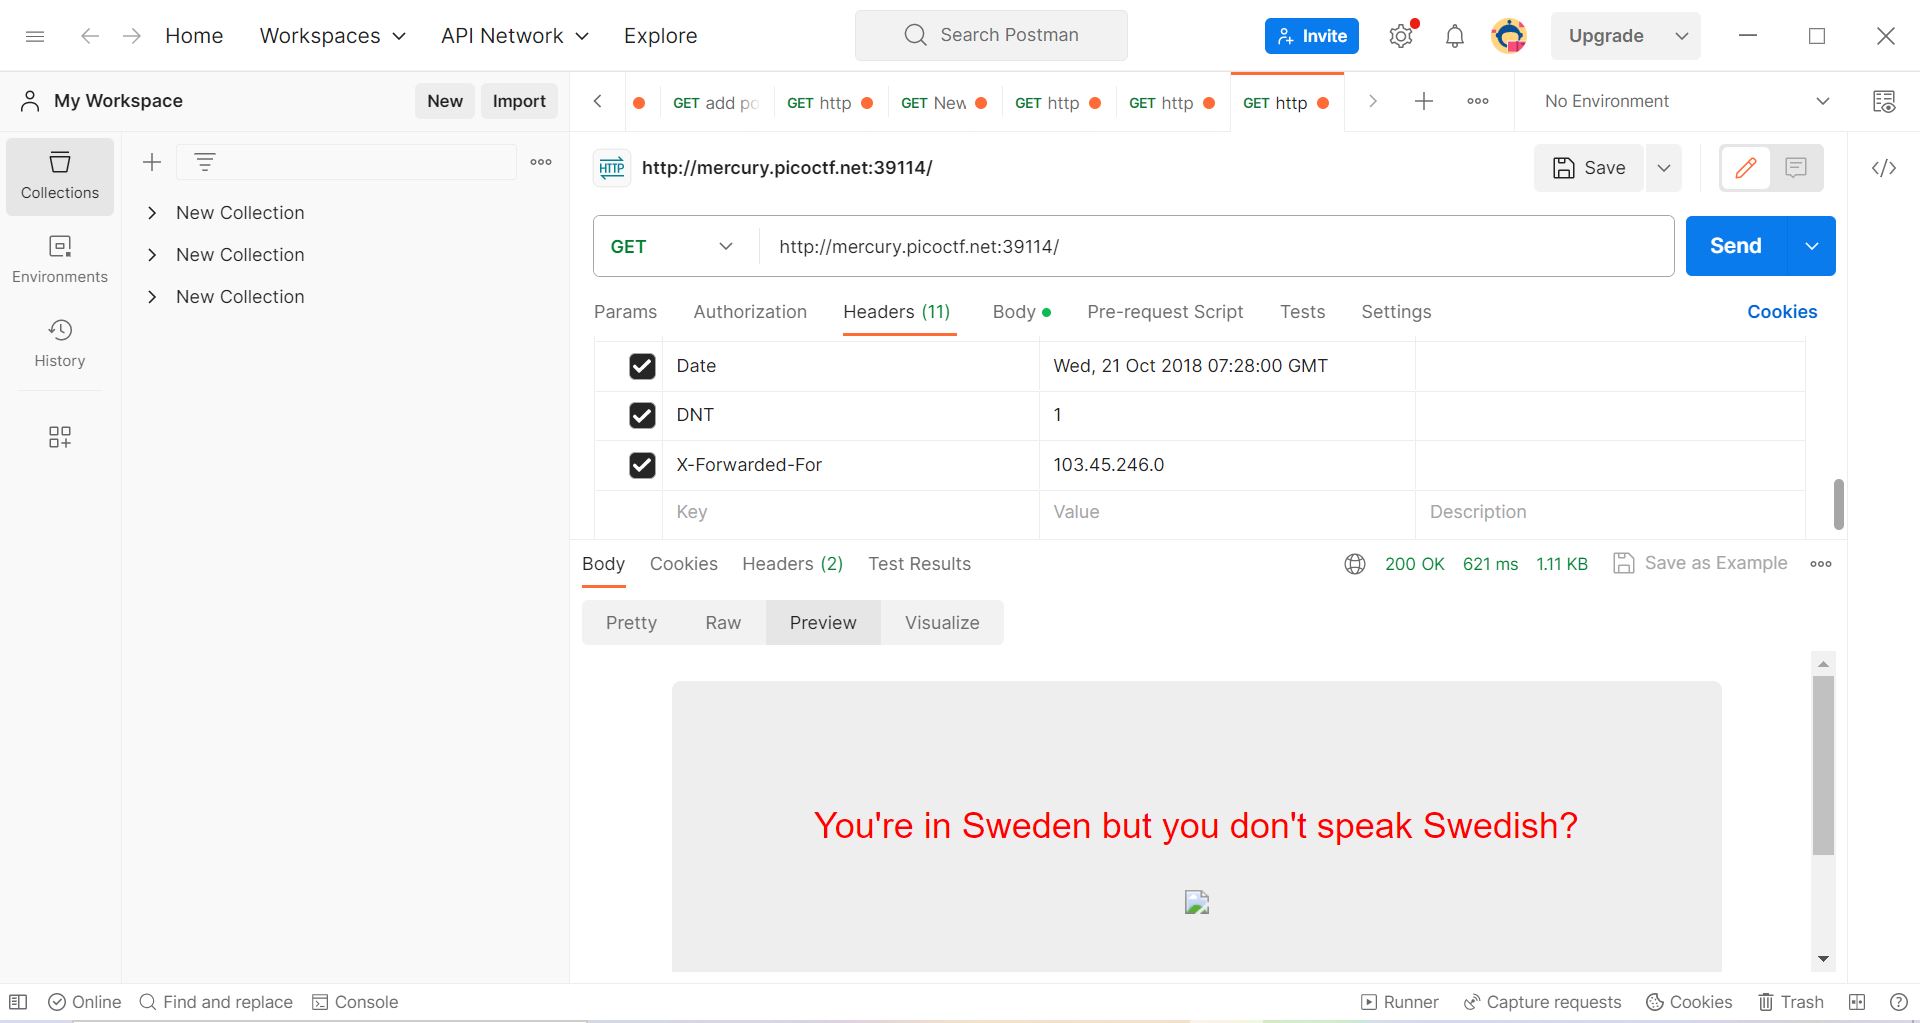 Home
Workspaces
API Network
Explore
Search Postman
Invite
Upgrade
My Workspace
New
Import
GET add po
GET http
GET New
GET http
GET http
GET http
No Environment
Collections
Environments
History
New Collection
New Collection
New Collection
HTTP
http://mercury.picoctf.net:39114/
Save
GET
http://mercury.picoctf.net:39114/
Send
Params
Authorization
Headers (11)
Body
Pre-request Script
Tests
Settings
Cookies
Date Wed, 21 Oct 2018 07:28:00 GMT
DNT 1
X-Forwarded-For 103.45.246.0
Key Value Description
Body
Cookies
Headers (2)
Test Results
200 OK
621 ms
1.11 KB
Save as Example
Pretty
Raw
Preview
Visualize
You're in Sweden but you don't speak Swedish?
Online
Find and replace
Console
Runner
Capture requests
Cookies
Trash